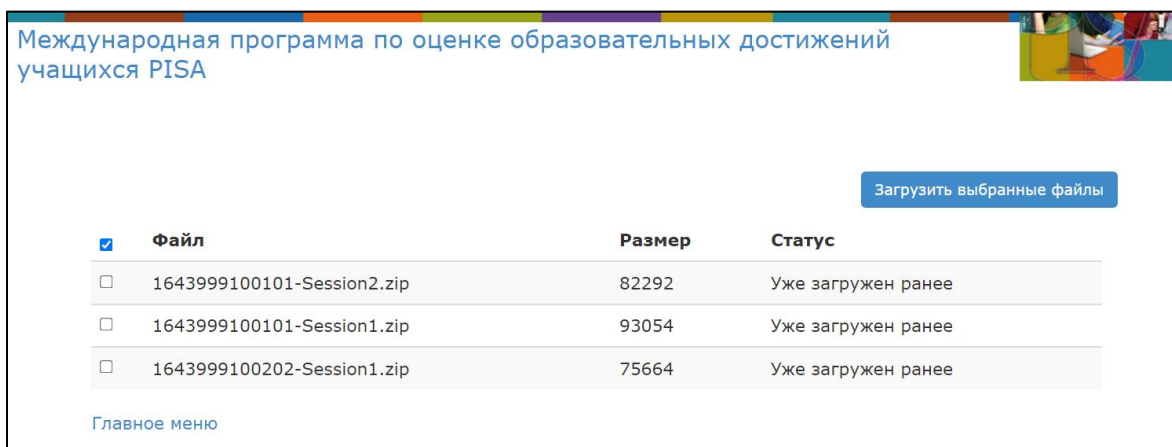 Международная программа по оценке образовательных достижений
учащихся PISA
Загрузить выбранные файлы
Файл Размер Статус
1643999100101-Session2.zip 82292 Уже загружен ранее
1643999100101-Session1.zip 93054 Уже загружен ранее
1643999100202-Session1.zip 75664 Уже загружен ранее
Главное меню